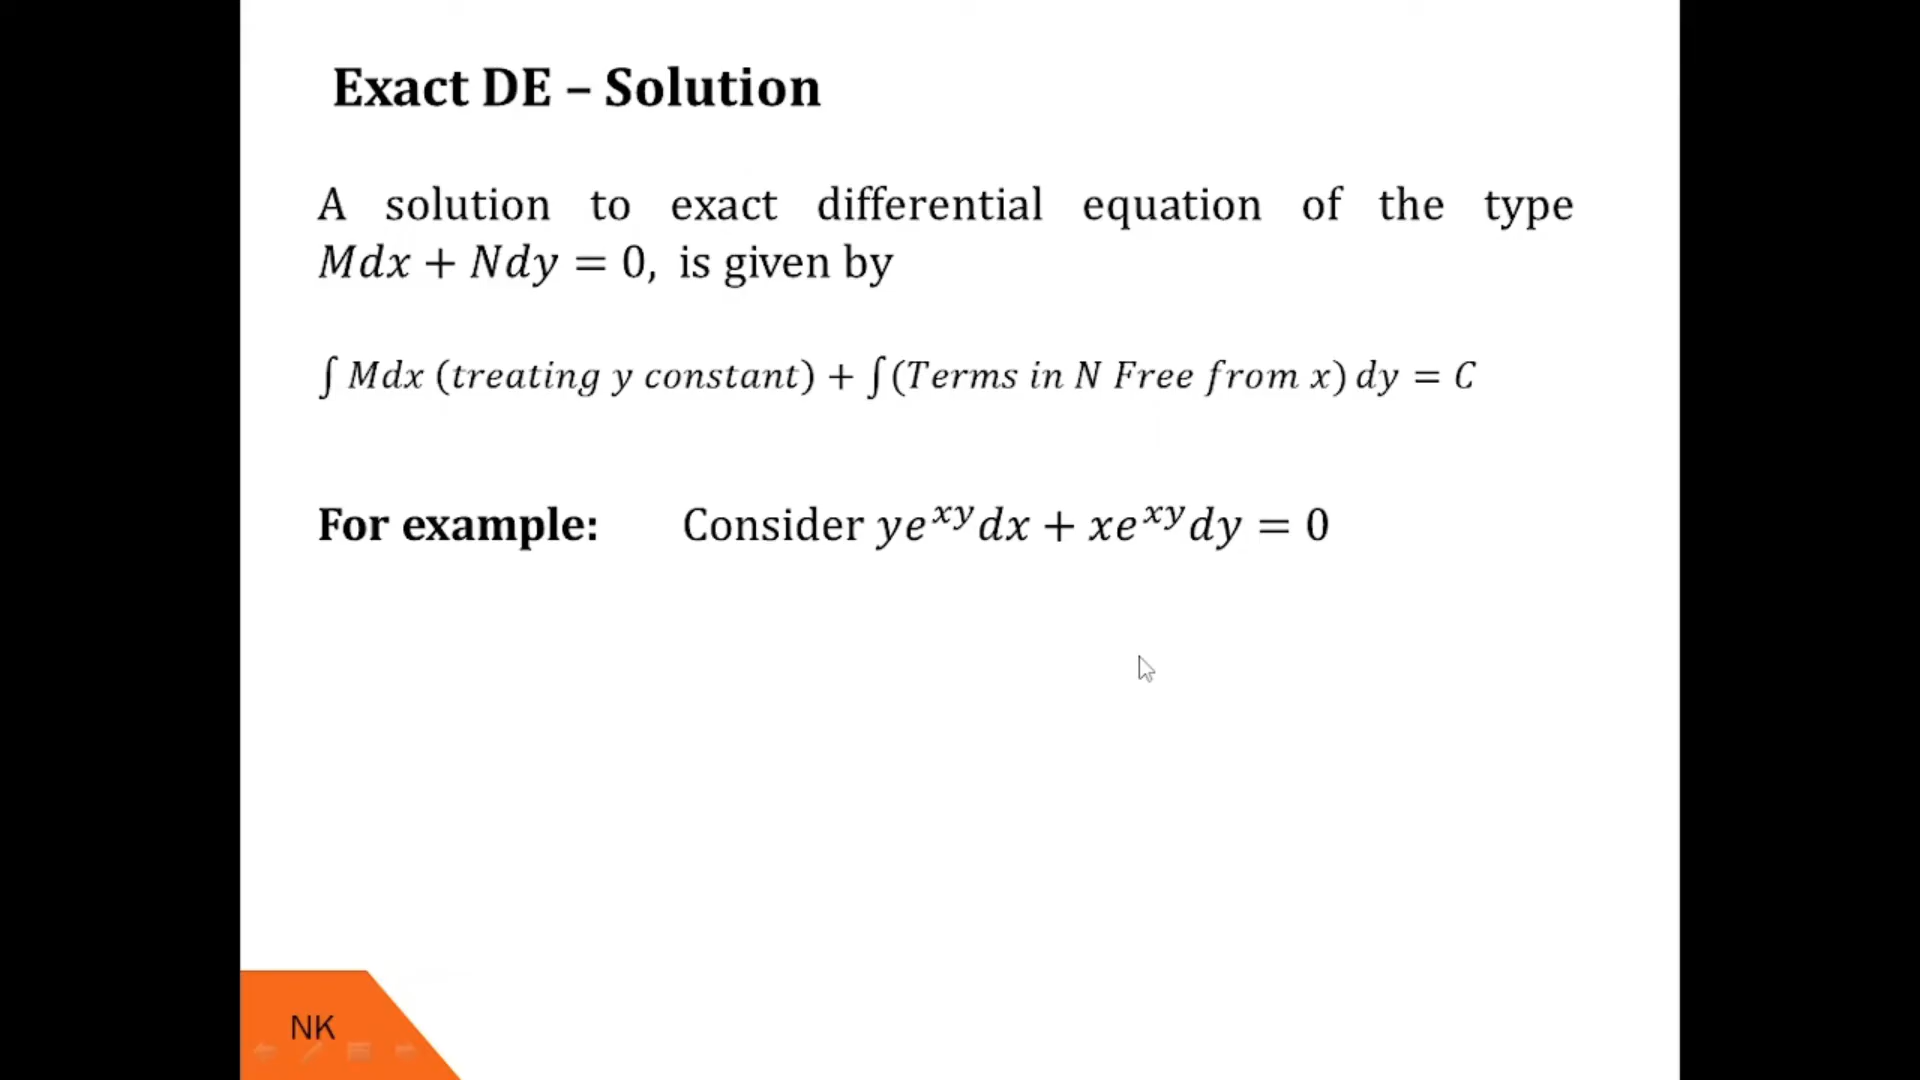 Exact DE – Solution
A solution to exact differential equation of the type
Mdx + Ndy = 0, is given by
∫ Mdx (treating y constant) + ∫(Terms in N Free from x) dy = C
For example: Consider ye^{xy}dx + xe^{xy}dy = 0
NK